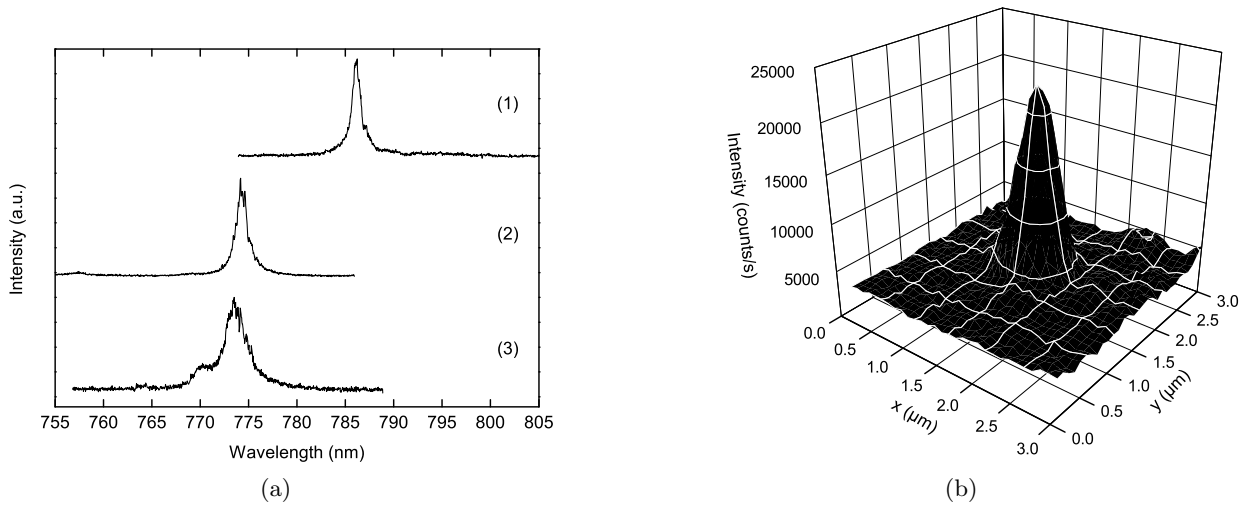 Intensity (a.u.)
(1)
(2)
(3)
755 760 765 770 775 780 785 790 795 800 805
Wavelength (nm)
(a)
25000
20000
15000
10000
5000
Intensity (counts/s)
0.0 0.5 1.0 1.5 2.0 2.5 3.0
x (µm)
3.0
2.5
2.0
1.5
1.0
0.5
0.0
y (µm)
(b)